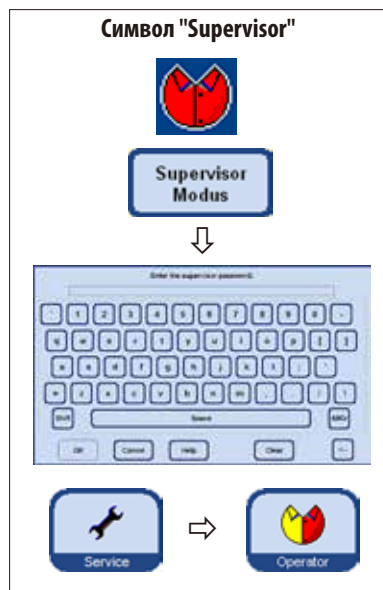 Символ "Supervisor"
Supervisor
Modus
Enter the supervisor password.
1 2 3 4 5 6 7 8 9 0 -
q w e r t y u i o p [ ]
a s d f g h j k l ; '
Shift Space
OK Cancel Help Clear <--
Service Operator